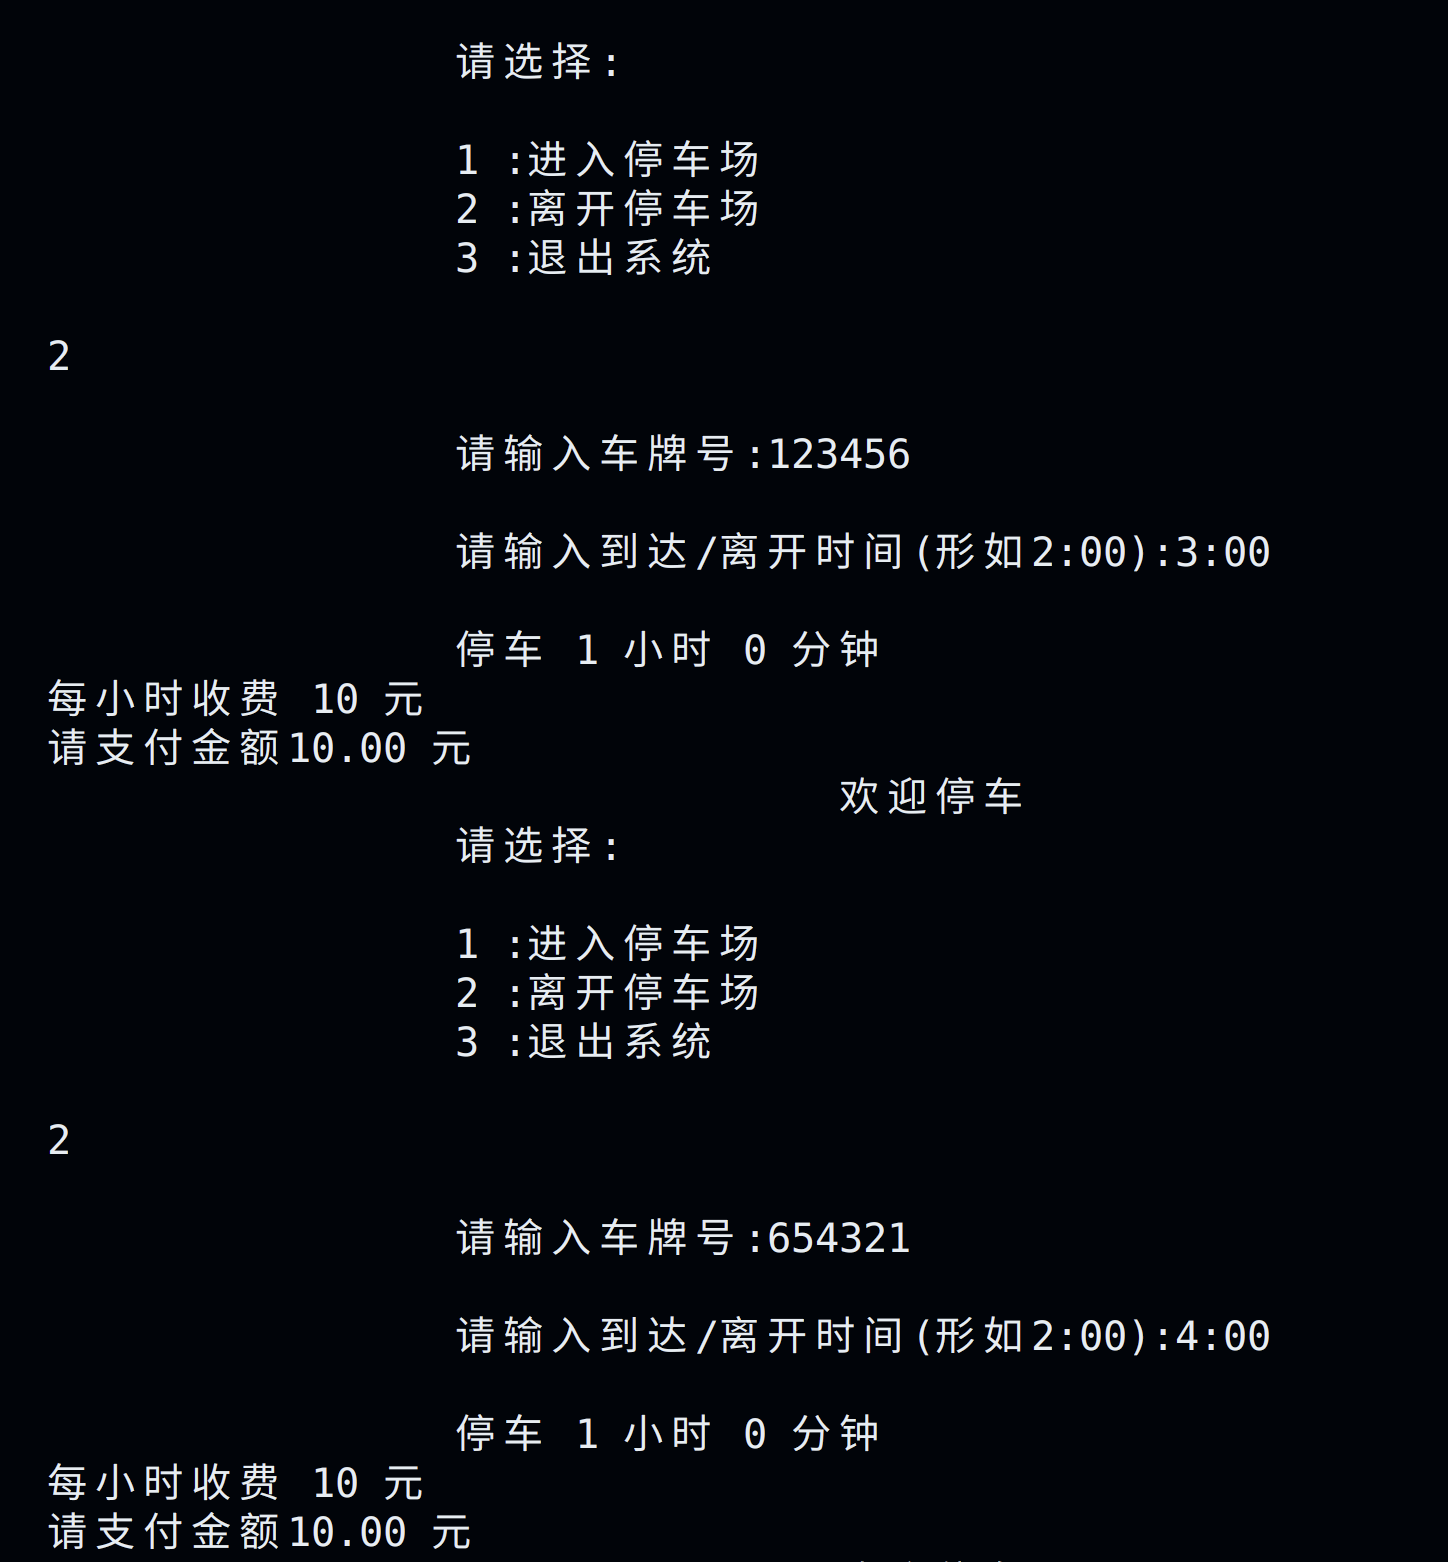 请选择:
1 :进入停车场
2 :离开停车场
3 :退出系统
2
请输入车牌号:123456
请输入到达/离开时间(形如2:00):3:00
停车 1 小时 0 分钟
每小时收费 10 元
请支付金额10.00 元
欢迎停车
请选择:
1 :进入停车场
2 :离开停车场
3 :退出系统
2
请输入车牌号:654321
请输入到达/离开时间(形如2:00):4:00
停车 1 小时 0 分钟
每小时收费 10 元
请支付金额10.00 元